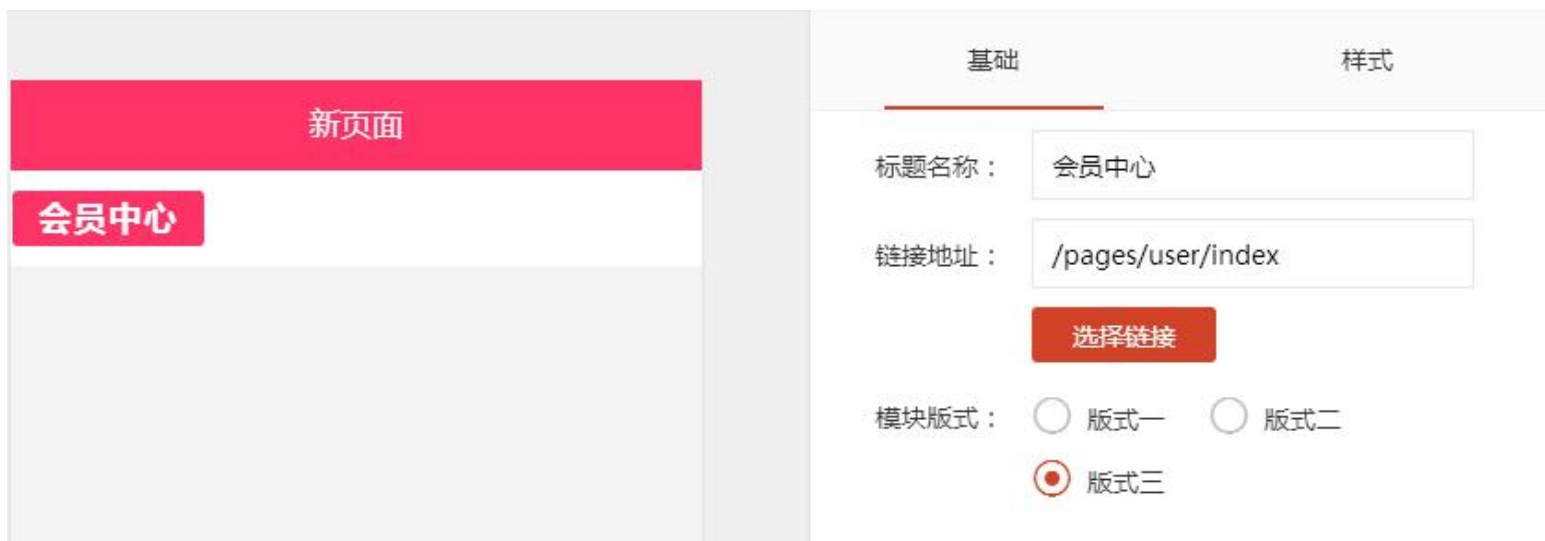 新页面
会员中心
基础 样式
标题名称： 会员中心
链接地址： /pages/user/index
选择链接
模块版式： 版式一 版式二
版式三